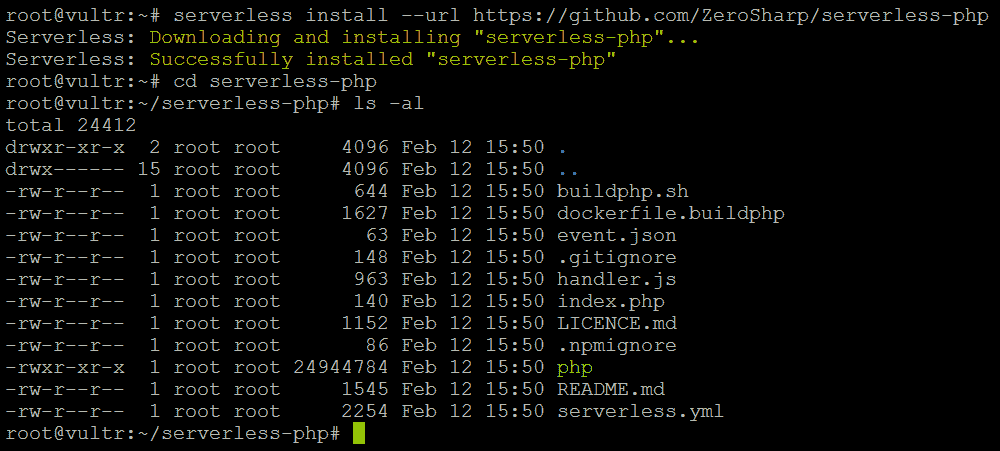 root@vultr:~# serverless install --url https://github.com/ZeroSharp/serverless-php
Serverless: Downloading and installing "serverless-php"...
Serverless: Successfully installed "serverless-php"
root@vultr:~# cd serverless-php
root@vultr:~/serverless-php# ls -al
total 24412
drwxr-xr-x  2 root root     4096 Feb 12 15:50 .
drwx------ 15 root root     4096 Feb 12 15:50 ..
-rw-r--r--  1 root root      644 Feb 12 15:50 buildphp.sh
-rw-r--r--  1 root root     1627 Feb 12 15:50 dockerfile.buildphp
-rw-r--r--  1 root root       63 Feb 12 15:50 event.json
-rw-r--r--  1 root root      148 Feb 12 15:50 .gitignore
-rw-r--r--  1 root root      963 Feb 12 15:50 handler.js
-rw-r--r--  1 root root      140 Feb 12 15:50 index.php
-rw-r--r--  1 root root     1152 Feb 12 15:50 LICENCE.md
-rw-r--r--  1 root root       86 Feb 12 15:50 .npmignore
-rwxr-xr-x  1 root root 24944784 Feb 12 15:50 php
-rw-r--r--  1 root root     1545 Feb 12 15:50 README.md
-rw-r--r--  1 root root     2254 Feb 12 15:50 serverless.yml
root@vultr:~/serverless-php#